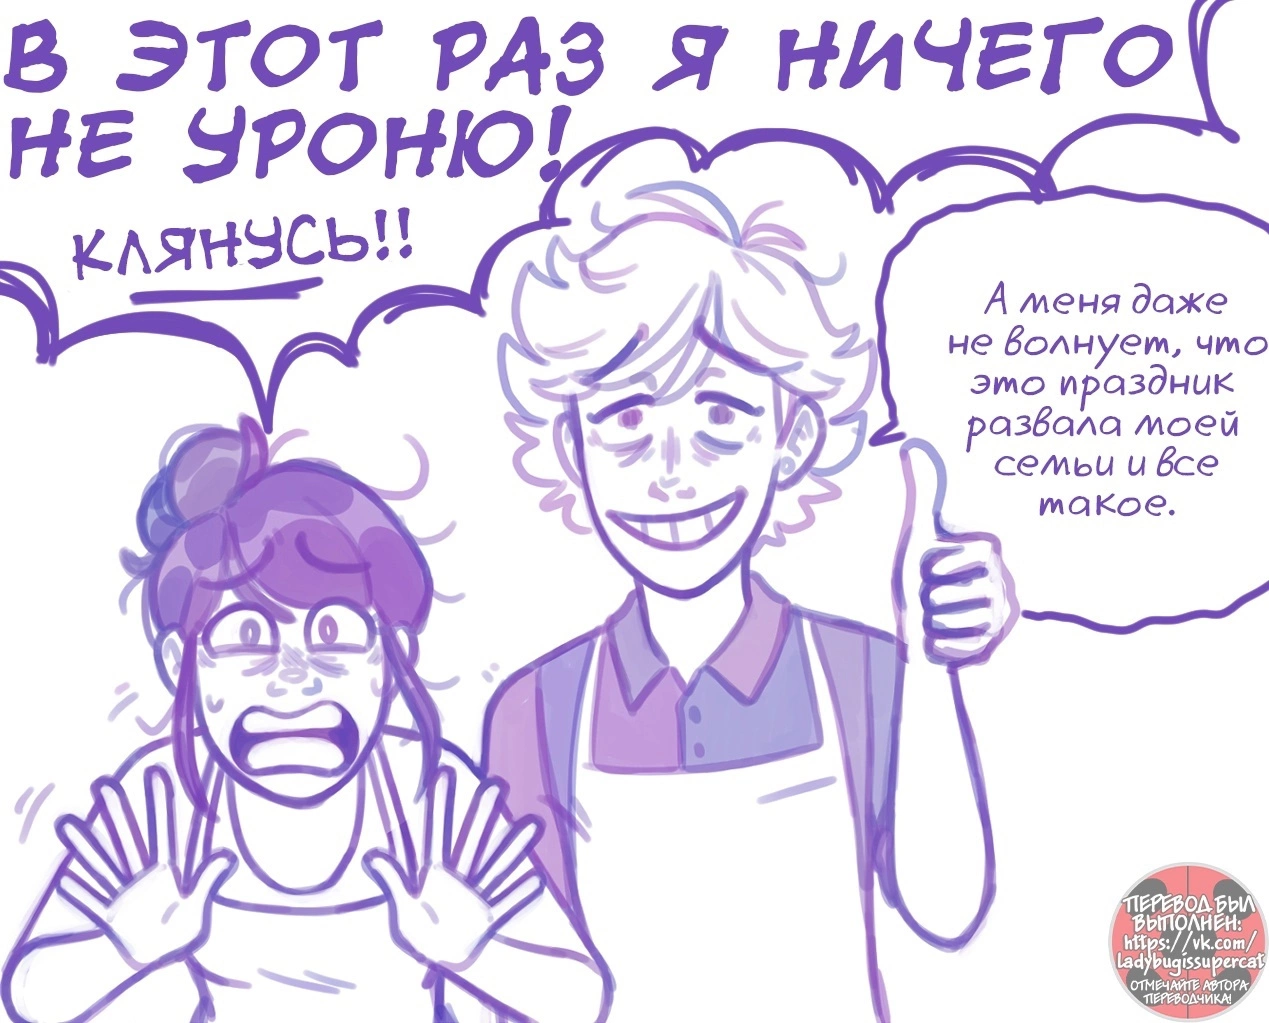 В ЭТОТ РАЗ Я НИЧЕГО
НЕ УРОНЮ!
КЛЯНУСЬ!!
А меня даже
не волнует, что
это праздник
развала моей
семьи и все
такое.
ПЕРЕВОД БЫЛ
ВЫПОЛНЕН:
https://vk.com/
ladybugissupercat
ОТМЕЧАЙТЕ АВТОРА
ПЕРЕВОДЧИКА!